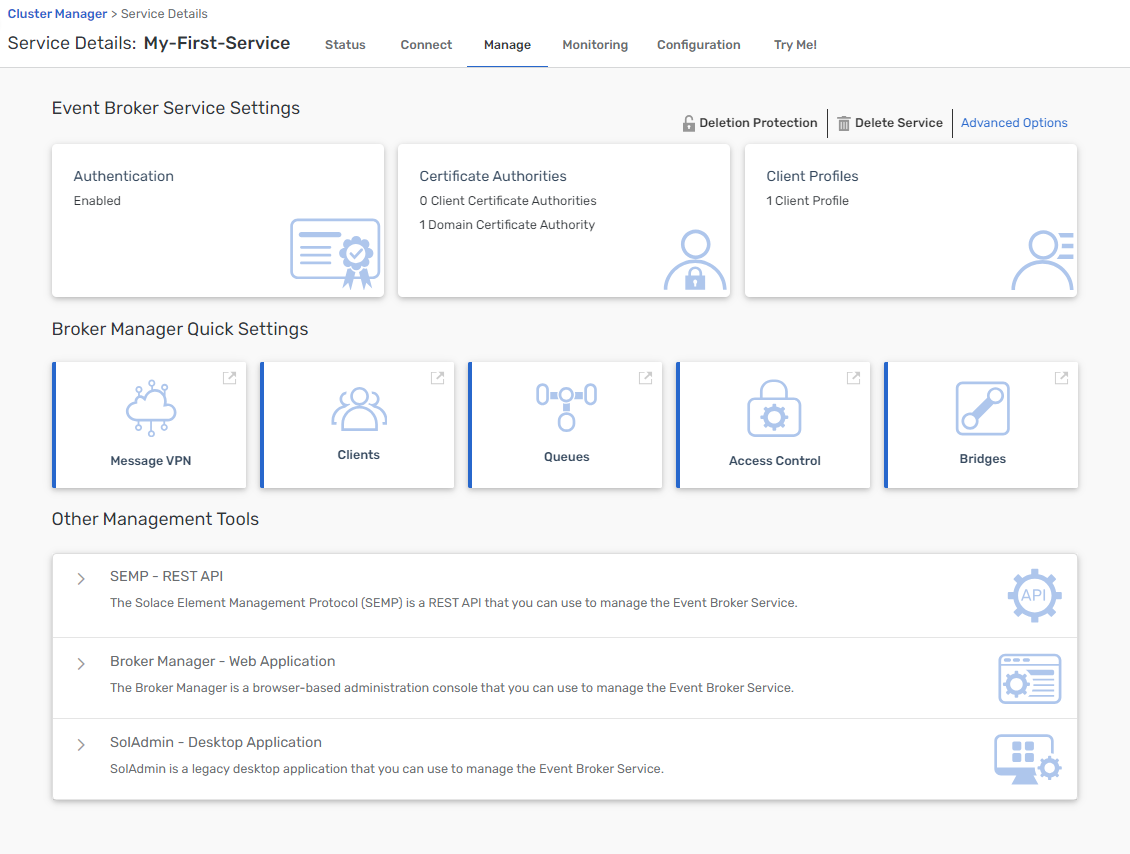 Cluster Manager > Service Details
Service Details: My-First-Service
Status
Connect
Manage
Monitoring
Configuration
Try Me!
Event Broker Service Settings
Deletion Protection
Delete Service
Advanced Options
Authentication
Enabled
Certificate Authorities
0 Client Certificate Authorities
1 Domain Certificate Authority
Client Profiles
1 Client Profile
Broker Manager Quick Settings
Message VPN
Clients
Queues
Access Control
Bridges
Other Management Tools
SEMP - REST API
The Solace Element Management Protocol (SEMP) is a REST API that you can use to manage the Event Broker Service.
API
Broker Manager - Web Application
The Broker Manager is a browser-based administration console that you can use to manage the Event Broker Service.
SolAdmin - Desktop Application
SolAdmin is a legacy desktop application that you can use to manage the Event Broker Service.